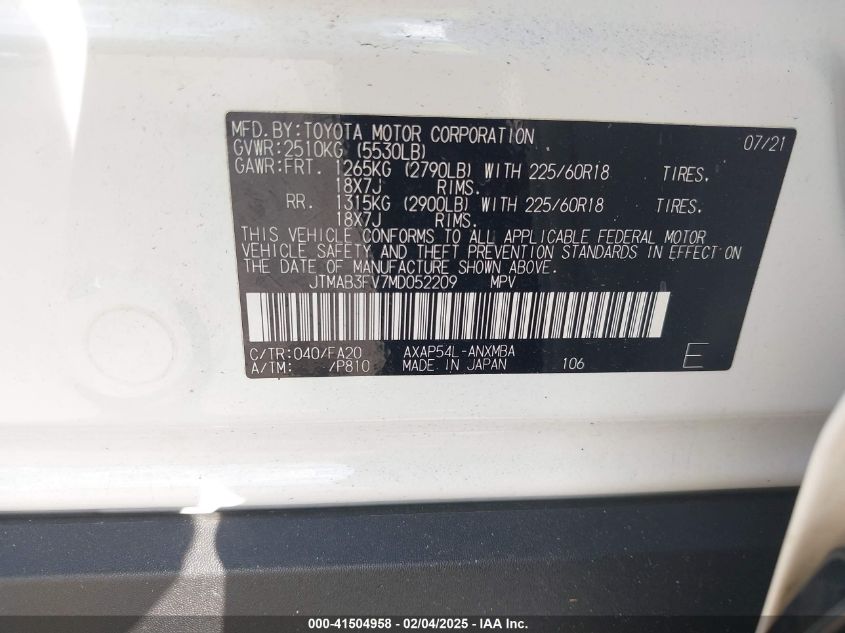 MFD.BY:TOYOTA MOTOR CORPORATION 07/21
GVWR:2510KG (5530LB)
GAWR:FRT. 1265KG (2790LB) WITH 225/60R18 TIRES.
18X7J RIMS.
RR. 1315KG (2900LB) WITH 225/60R18 TIRES.
18X7J RIMS.
THIS VEHICLE CONFORMS TO ALL APPLICABLE FEDERAL MOTOR
VEHICLE SAFETY AND THEFT PREVENTION STANDARDS IN EFFECT ON
THE DATE OF MANUFACTURE SHOWN ABOVE.
JTMAB3FV7MD052209 MPV
C/TR:040/FA20 AXAP54L-ANXMBA
A/TM: /P810 MADE IN JAPAN 106 E
000-41504958 — 02/04/2025 — IAA Inc.